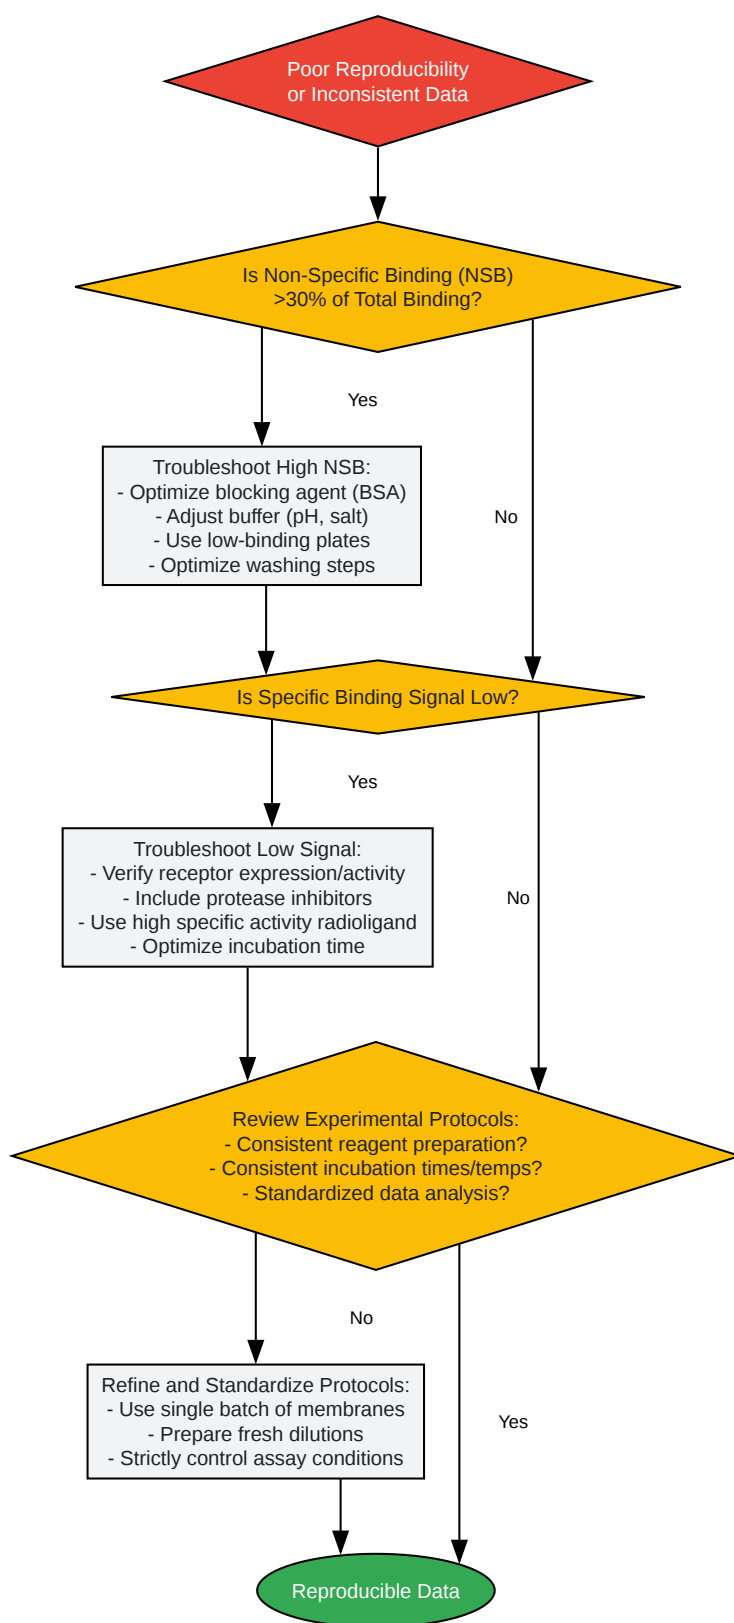 Poor Reproducibility
or Inconsistent Data
Is Non-Specific Binding (NSB)
>30% of Total Binding?
Yes
Troubleshoot High NSB:
- Optimize blocking agent (BSA)
- Adjust buffer (pH, salt)
- Use low-binding plates
- Optimize washing steps
No
Is Specific Binding Signal Low?
Yes
Troubleshoot Low Signal:
- Verify receptor expression/activity
- Include protease inhibitors
- Use high specific activity radioligand
- Optimize incubation time
No
Review Experimental Protocols:
- Consistent reagent preparation?
- Consistent incubation times/temps?
- Standardized data analysis?
No
Refine and Standardize Protocols:
- Use single batch of membranes
- Prepare fresh dilutions
- Strictly control assay conditions
Yes
Reproducible Data